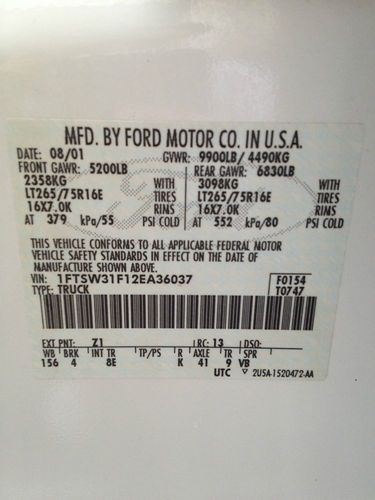 MFD. BY FORD MOTOR CO. IN U.S.A.
DATE: 08/01 GVWR: 9900LB/ 4490KG
FRONT GAWR: 5200LB REAR GAWR: 6830LB
2358KG WITH 3098KG WITH
LT265/75R16E TIRES LT265/75R16E TIRES
16X7.0K RINS 16X7.0K RINS
AT 379 kPa/55 PSI COLD AT 552 kPa/80 PSI COLD
THIS VEHICLE CONFORMS TO ALL APPLICABLE FEDERAL MOTOR
VEHICLE SAFETY STANDARDS IN EFFECT ON THE DATE OF
MANUFACTURE SHOWN ABOVE.
VIN: 1FTSW31F12EA36037 F0154
TYPE: TRUCK T0747
EXT PNT: Z1 RC: 13 DSO:
WB BRK INT TR TP/PS R AXLE TR SPR
156 4 8E K 41 9 VB
UTC ▽ 2USA-1520472-AA